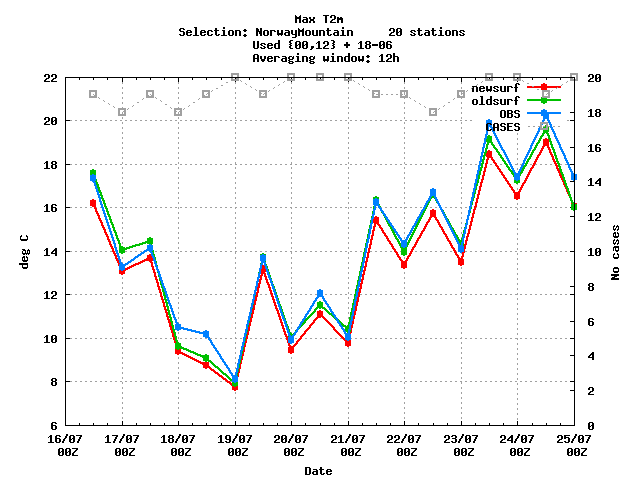 Max T2m
Selection: NorwayMountain     20 stations
Used {00,12} + 18-06
Averaging window: 12h
22
20
18
16
14
12
10
8
6
20
18
16
14
12
10
8
6
4
2
0
newsurf
oldsurf
OBS
CASES
deg C
No cases
16/07 17/07 18/07 19/07 20/07 21/07 22/07 23/07 24/07 25/07
00Z 00Z 00Z 00Z 00Z 00Z 00Z 00Z 00Z 00Z
Date